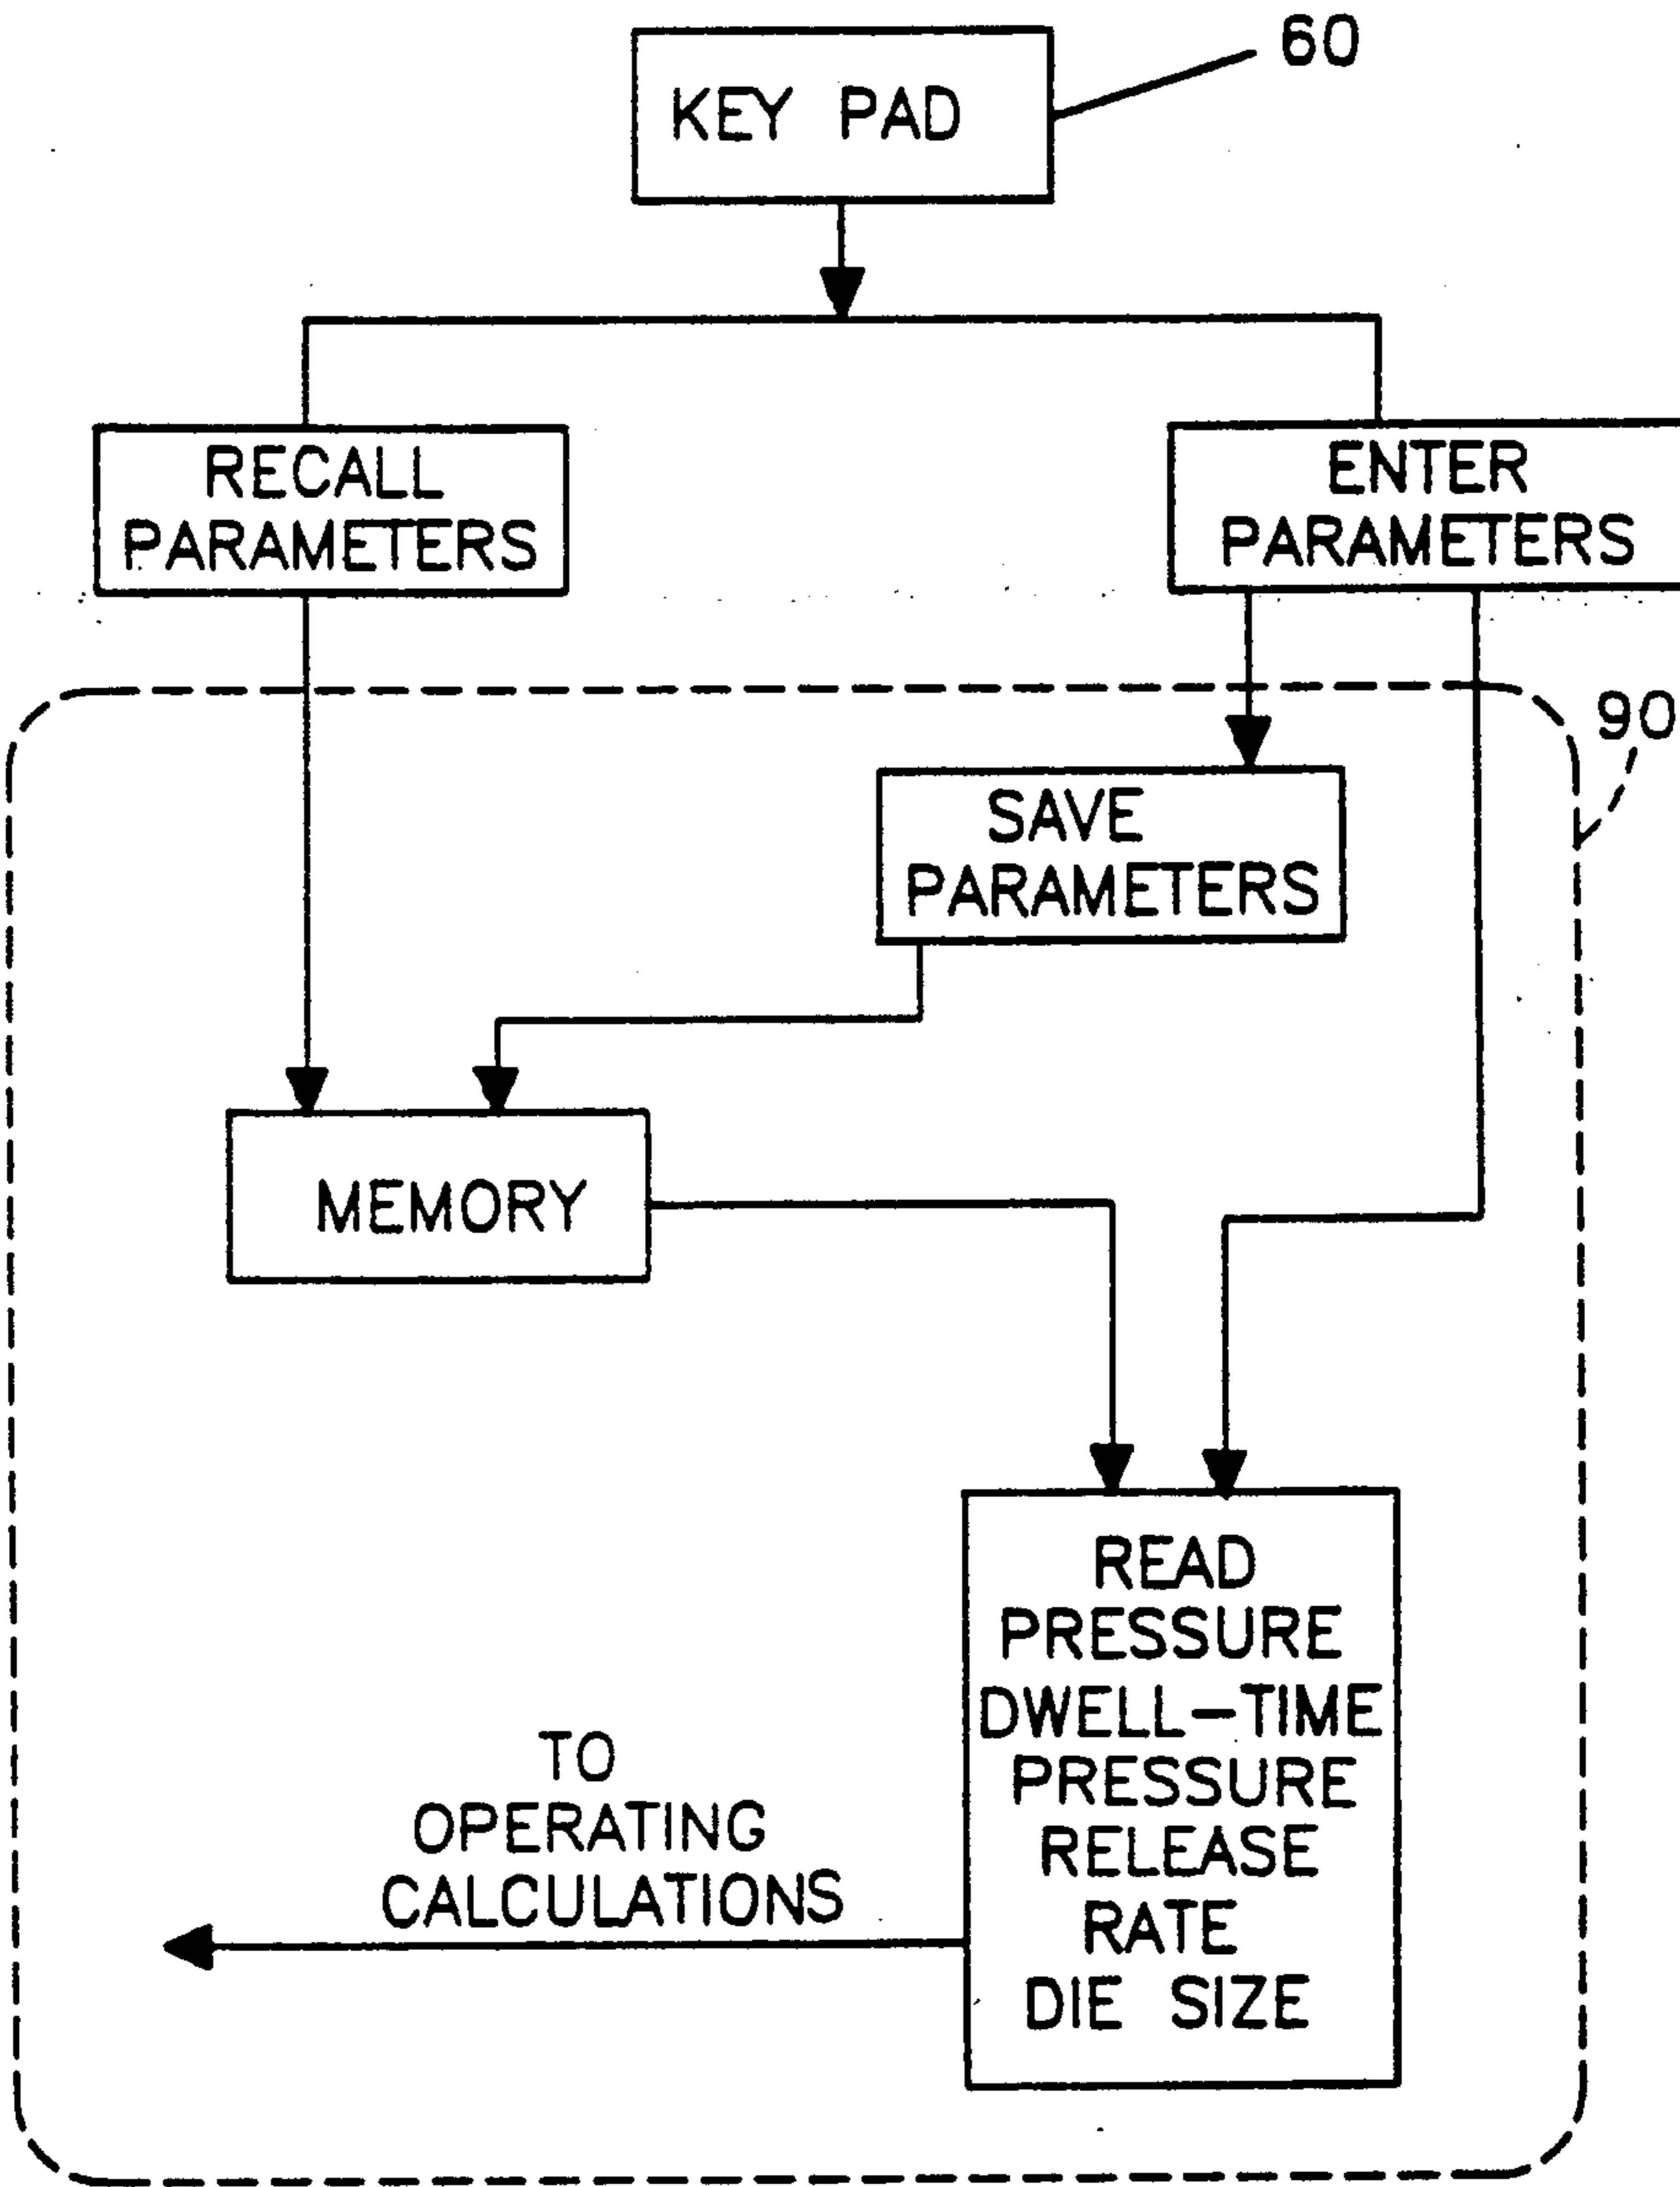 60
KEY PAD
RECALL
PARAMETERS
ENTER
PARAMETERS
90
SAVE
PARAMETERS
MEMORY
READ
PRESSURE
DWELL-TIME
PRESSURE
RELEASE
RATE
DIE SIZE
TO
OPERATING
CALCULATIONS